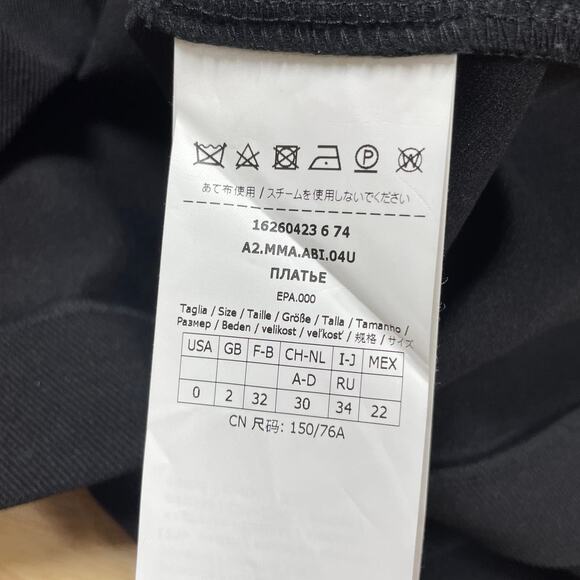 あて布使用 / スチームを使用しないでください
16260423 6 74
A2.MMA.ABI.04U
ПЛАТЬЕ
EPA.000
Taglia / Size / Taille / Größe / Talla / Tamanno /
Размер / Beden / velikost / veľkosť / 规格 / サイズ
USA GB F-B CH-NL I-J MEX
A-D RU
0 2 32 30 34 22
CN 尺码: 150/76A